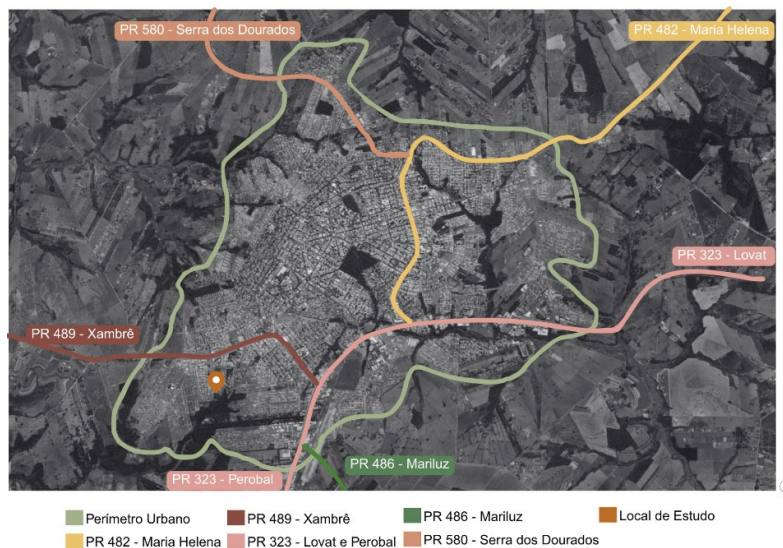 PR 580 - Serra dos Dourados
PR 482 - Maria Helena
PR 323 - Lovat
PR 489 - Xambrê
PR 486 - Mariluz
PR 323 - Perobal
Perímetro Urbano
PR 489 - Xambrê
PR 486 - Mariluz
Local de Estudo
PR 482 - Maria Helena
PR 323 - Lovat e Perobal
PR 580 - Serra dos Dourados